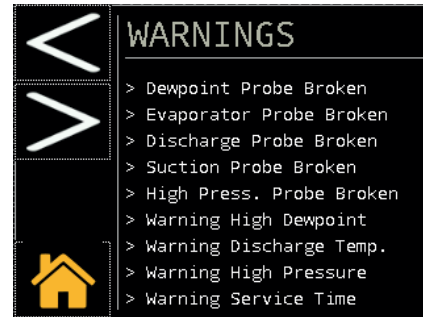 WARNINGS
> Dewpoint Probe Broken
> Evaporator Probe Broken
> Discharge Probe Broken
> Suction Probe Broken
> High Press. Probe Broken
> Warning High Dewpoint
> Warning Discharge Temp.
> Warning High Pressure
> Warning Service Time